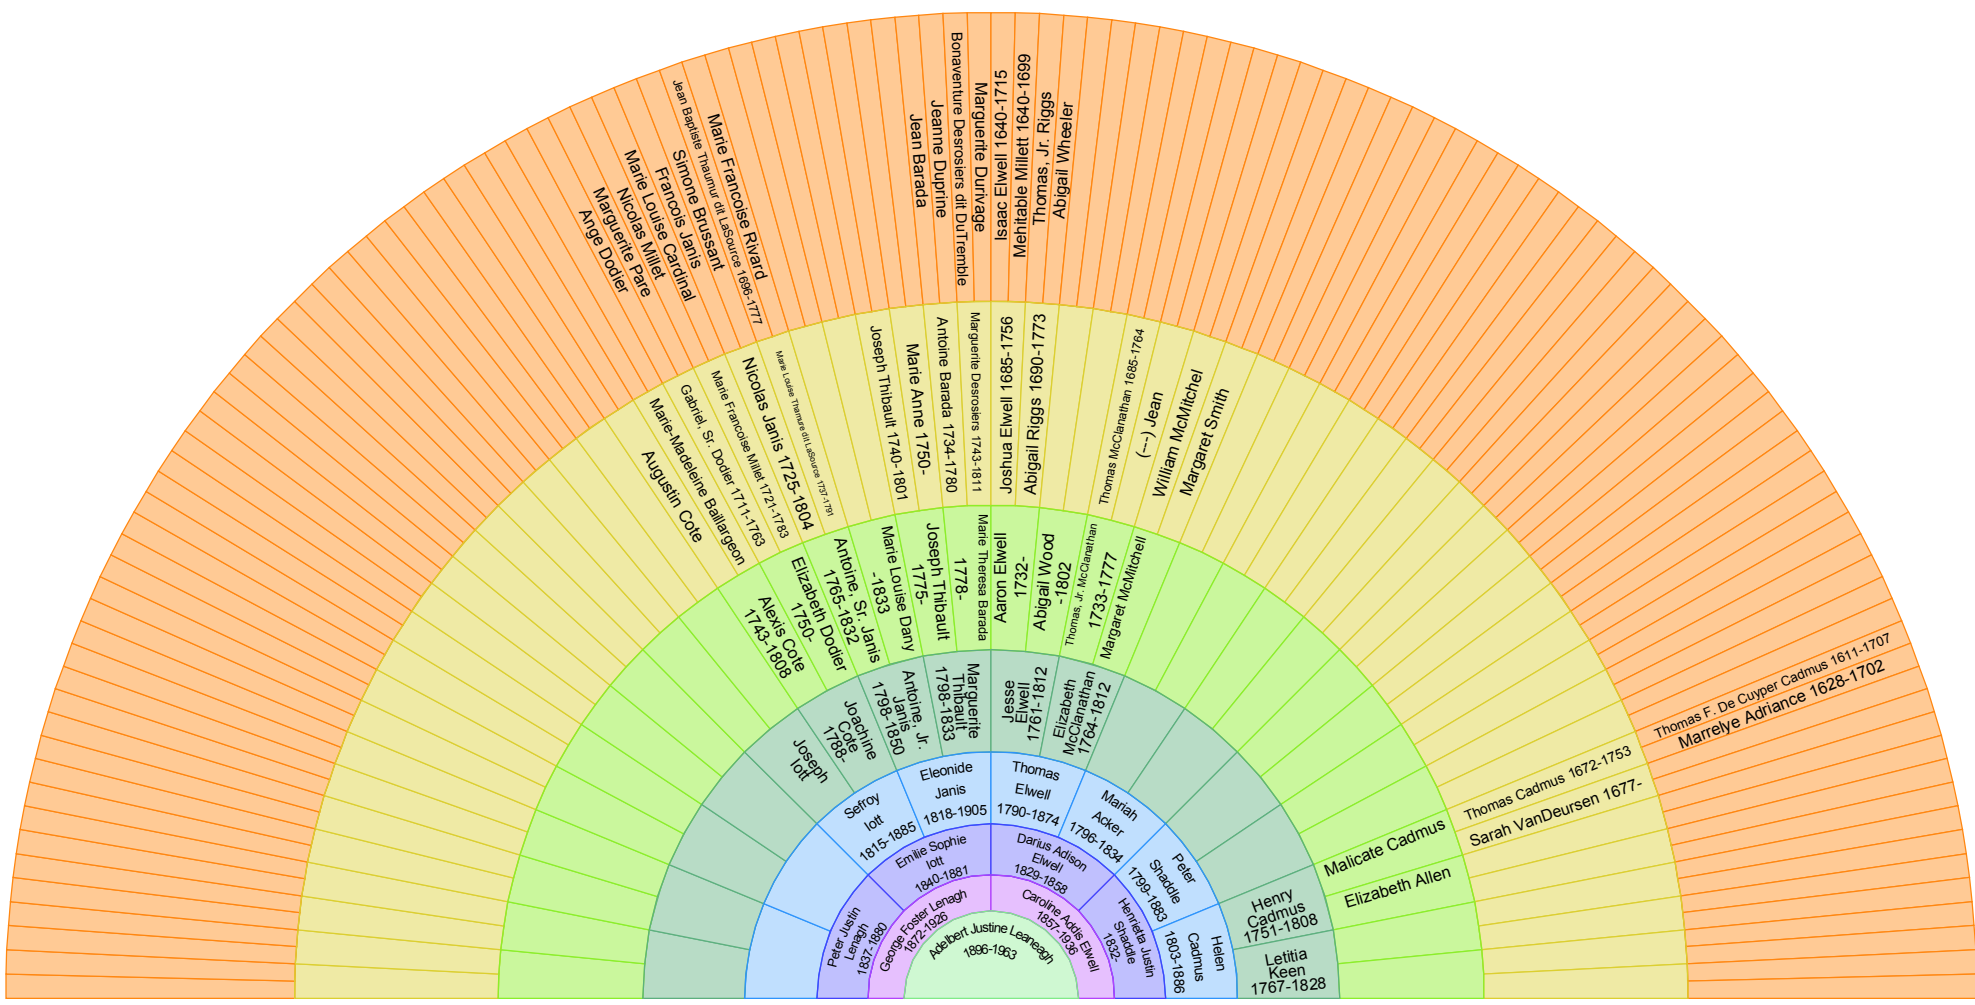 Ange Dodier
Marguerite Pare
Nicolas Millet
Marie Louise Cardinal
Francois Janis
Simone Brussant
Jean Baptiste Thaumur dit LaSource 1696-1777
Marie Francoise Rivard
Jean Barada
Jeanne Duprine
Bonaventure Desrosiers dit DuTremble
Marguerite Durivage
Isaac Elwell 1640-1715
Mehitable Millett 1640-1699
Thomas, Jr. Riggs
Abigail Wheeler
Thomas F. De Cuyper Cadmus 1611-1707
Marrelye Adriance 1628-1702
Augustin Cote
Marie-Madeleine Baillargeon
Gabriel, Sr. Dodier 1711-1763
Marie Francoise Millet 1721-1783
Nicolas Janis 1725-1804
Marie Louise Thamure dit LaSource 1737-1791
Joseph Thibault 1740-1801
Marie Anne 1750-
Antoine Barada 1734-1780
Marguerite Desrosiers 1743-1811
Joshua Elwell 1685-1756
Abigail Riggs 1690-1773
Thomas McClanathan 1685-1764
(---) Jean
William McMitchel
Margaret Smith
Thomas Cadmus 1672-1753
Sarah VanDeursen 1677-
Alexis Cote
1743-1808
Elizabeth Dodier
1750-
Antoine, Sr. Janis
1765-1832
Marie Louise Dany
-1833
Joseph Thibault
1775-
Marie Theresa Barada
1778-
Aaron Elwell
1732-
Abigail Wood
-1802
Thomas, Jr. McClanathan
1733-1777
Margaret McMitchell
Malicate Cadmus
Elizabeth Allen
Joseph
Iott
Joachine
Cote
1788-
Antoine, Jr.
Janis
1798-1850
Marguerite
Thibault
1798-1833
Jesse
Elwell
1761-1812
Elizabeth
McClanathan
1764-1812
Henry
Cadmus
1751-1808
Letitia
Keen
1767-1828
Sefroy
Iott
1815-1885
Eleonide
Janis
1818-1905
Thomas
Elwell
1790-1874
Mariah
Acker
1796-1834
Peter
Shaddle
1799-1883
Helen
Cadmus
1803-1886
Peter Justin
Lenagh
1837-1880
Emilie Sophie
Iott
1840-1881
Darius Adison
Elwell
1829-1858
Henrietta Justin
Shaddle
1832-
George Foster Lenagh
1872-1926
Caroline Addis Elwell
1857-1936
Adelbert Justine Leaneagh
1896-1963